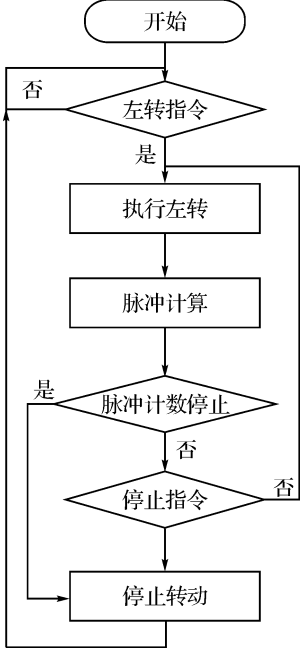 开始
否
左转指令
是
执行左转
脉冲计算
是
脉冲计数停止
否
停止指令
否
停止转动